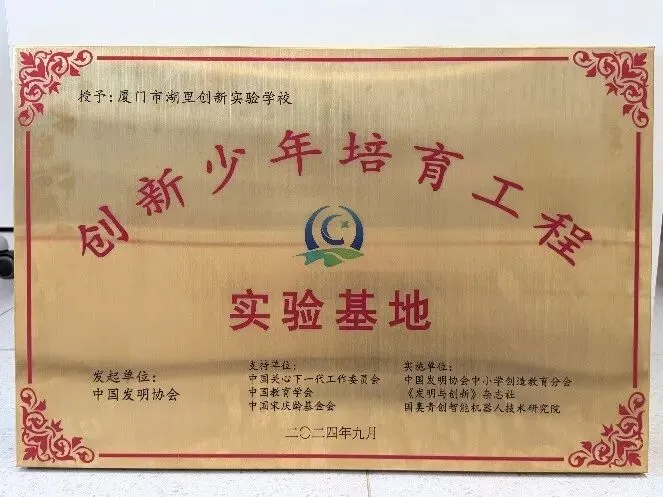 授予:厦门市湖里创新实验学校
创新少年培育工程
实验基地
发起单位:
中国发明协会
支持单位:
中国关心下一代工作委员会
中国教育学会
中国宋庆龄基金会
实施单位:
中国发明协会中小学创造教育分会
《发明与创新》杂志社
国奥青创智能机器人技术研究院
二〇二四年九月